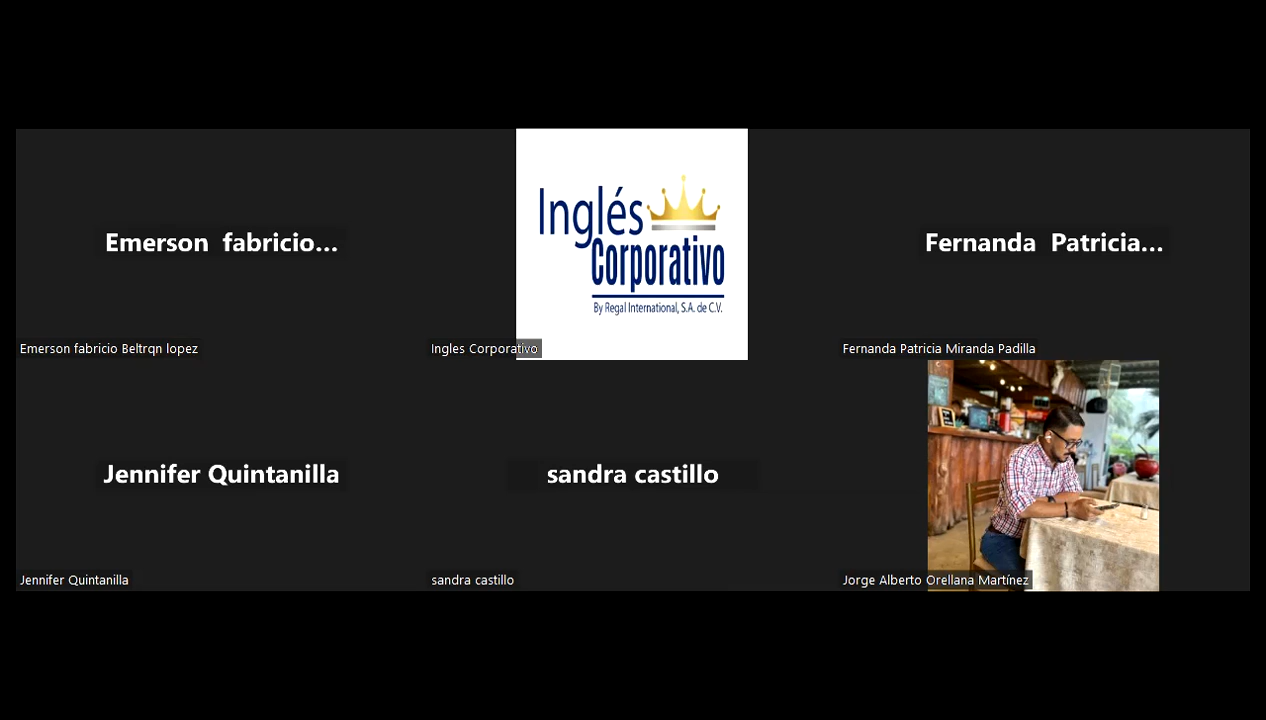 Emerson fabricio...
Emerson fabricio Beltrqn lopez
Inglés
Corporativo
By Regal International, S.A. de C.V.
Ingles Corporativo
Fernanda Patricia...
Fernanda Patricia Miranda Padilla
Jennifer Quintanilla
Jennifer Quintanilla
sandra castillo
sandra castillo
Jorge Alberto Orellana Martínez